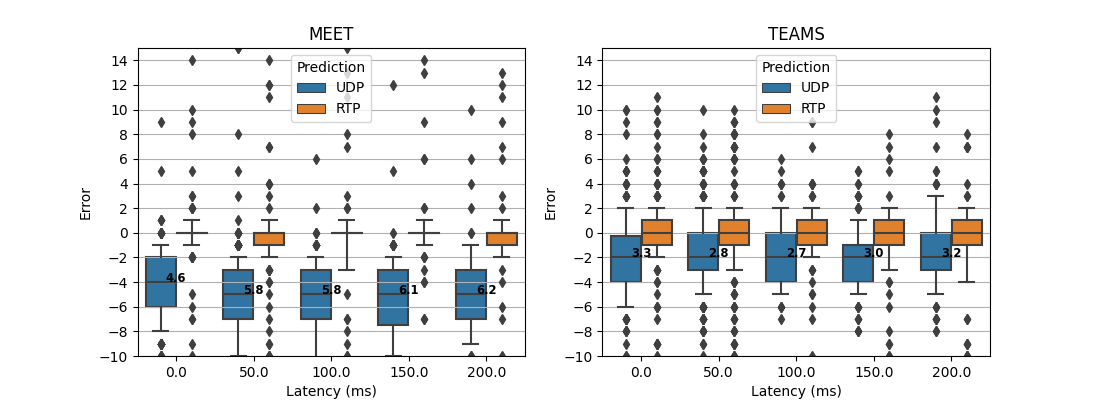 MEET
Prediction
UDP
RTP
Error
14
12
10
8
6
4
2
0
−2
−4
−6
−8
−10
4.6
5.8
5.8
6.1
6.2
0.0 50.0 100.0 150.0 200.0
Latency (ms)
TEAMS
Prediction
UDP
RTP
Error
14
12
10
8
6
4
2
0
−2
−4
−6
−8
−10
3.3
2.8
2.7
3.0
3.2
0.0 50.0 100.0 150.0 200.0
Latency (ms)